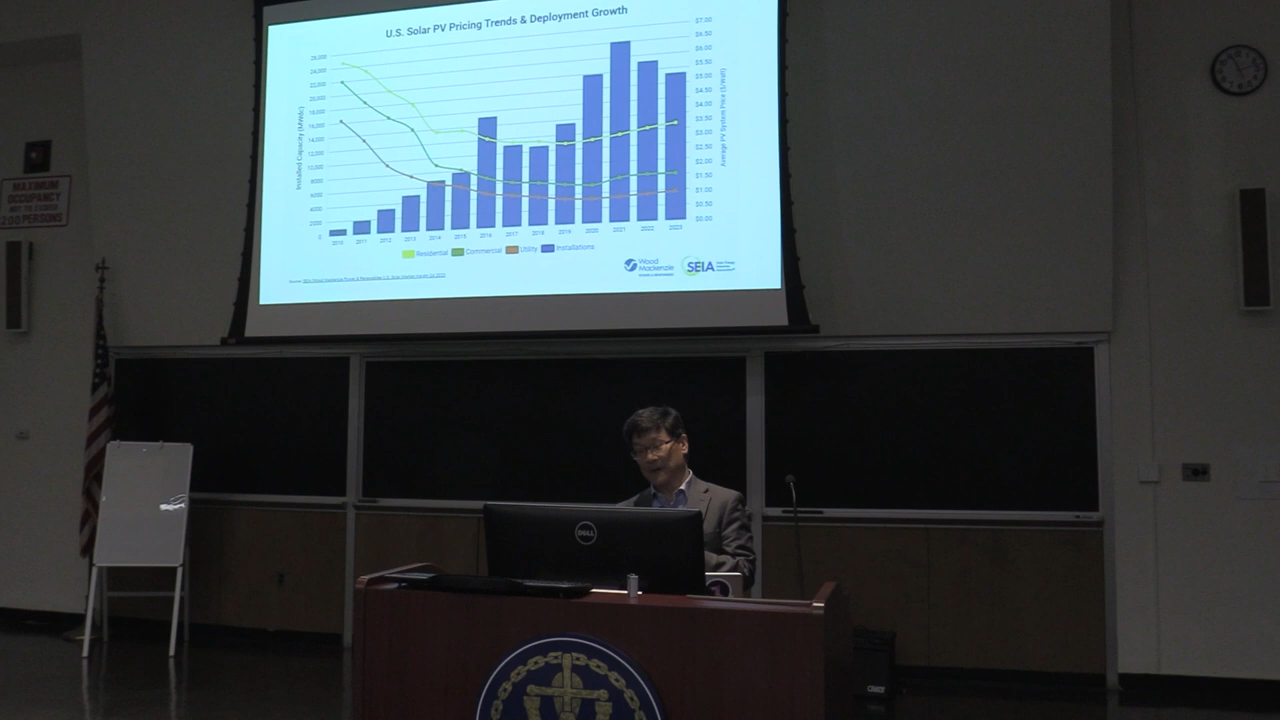 U.S. Solar PV Pricing Trends & Deployment Growth
Installed Capacity (MWdc)
26,000
24,000
22,000
20,000
18,000
16,000
14,000
12,000
10,000
8000
6000
4000
2000
0
$7.00
$6.50
$6.00
$5.50
$5.00
$4.50
$4.00
$3.50
$3.00
$2.50
$2.00
$1.50
$1.00
$0.50
$0.00
Average PV System Price ($/Watt)
2010 2011 2012 2013 2014 2015 2016 2017 2018 2019 2020 2021 2022 2023
Residential Commercial Utility Installations
Wood
Mackenzie
SEIA
MAXIMUM
OCCUPANCY
NOT TO EXCEED
200 PERSONS
DELL